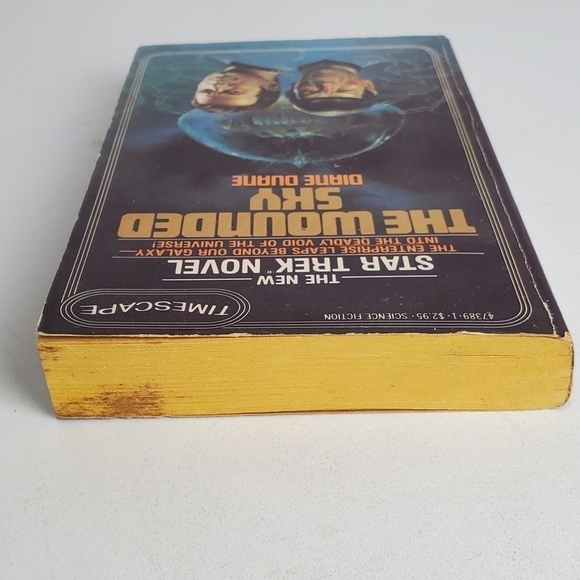 TIMESCAPE
47389-1 • $2.95 • SCIENCE FICTION
THE NEW
STAR TREK™ NOVEL
THE ENTERPRISE LEAPS BEYOND OUR GALAXY
INTO THE DEADLY VOID OF THE UNIVERSE!
THE WOUNDED
SKY
DIANE DUANE